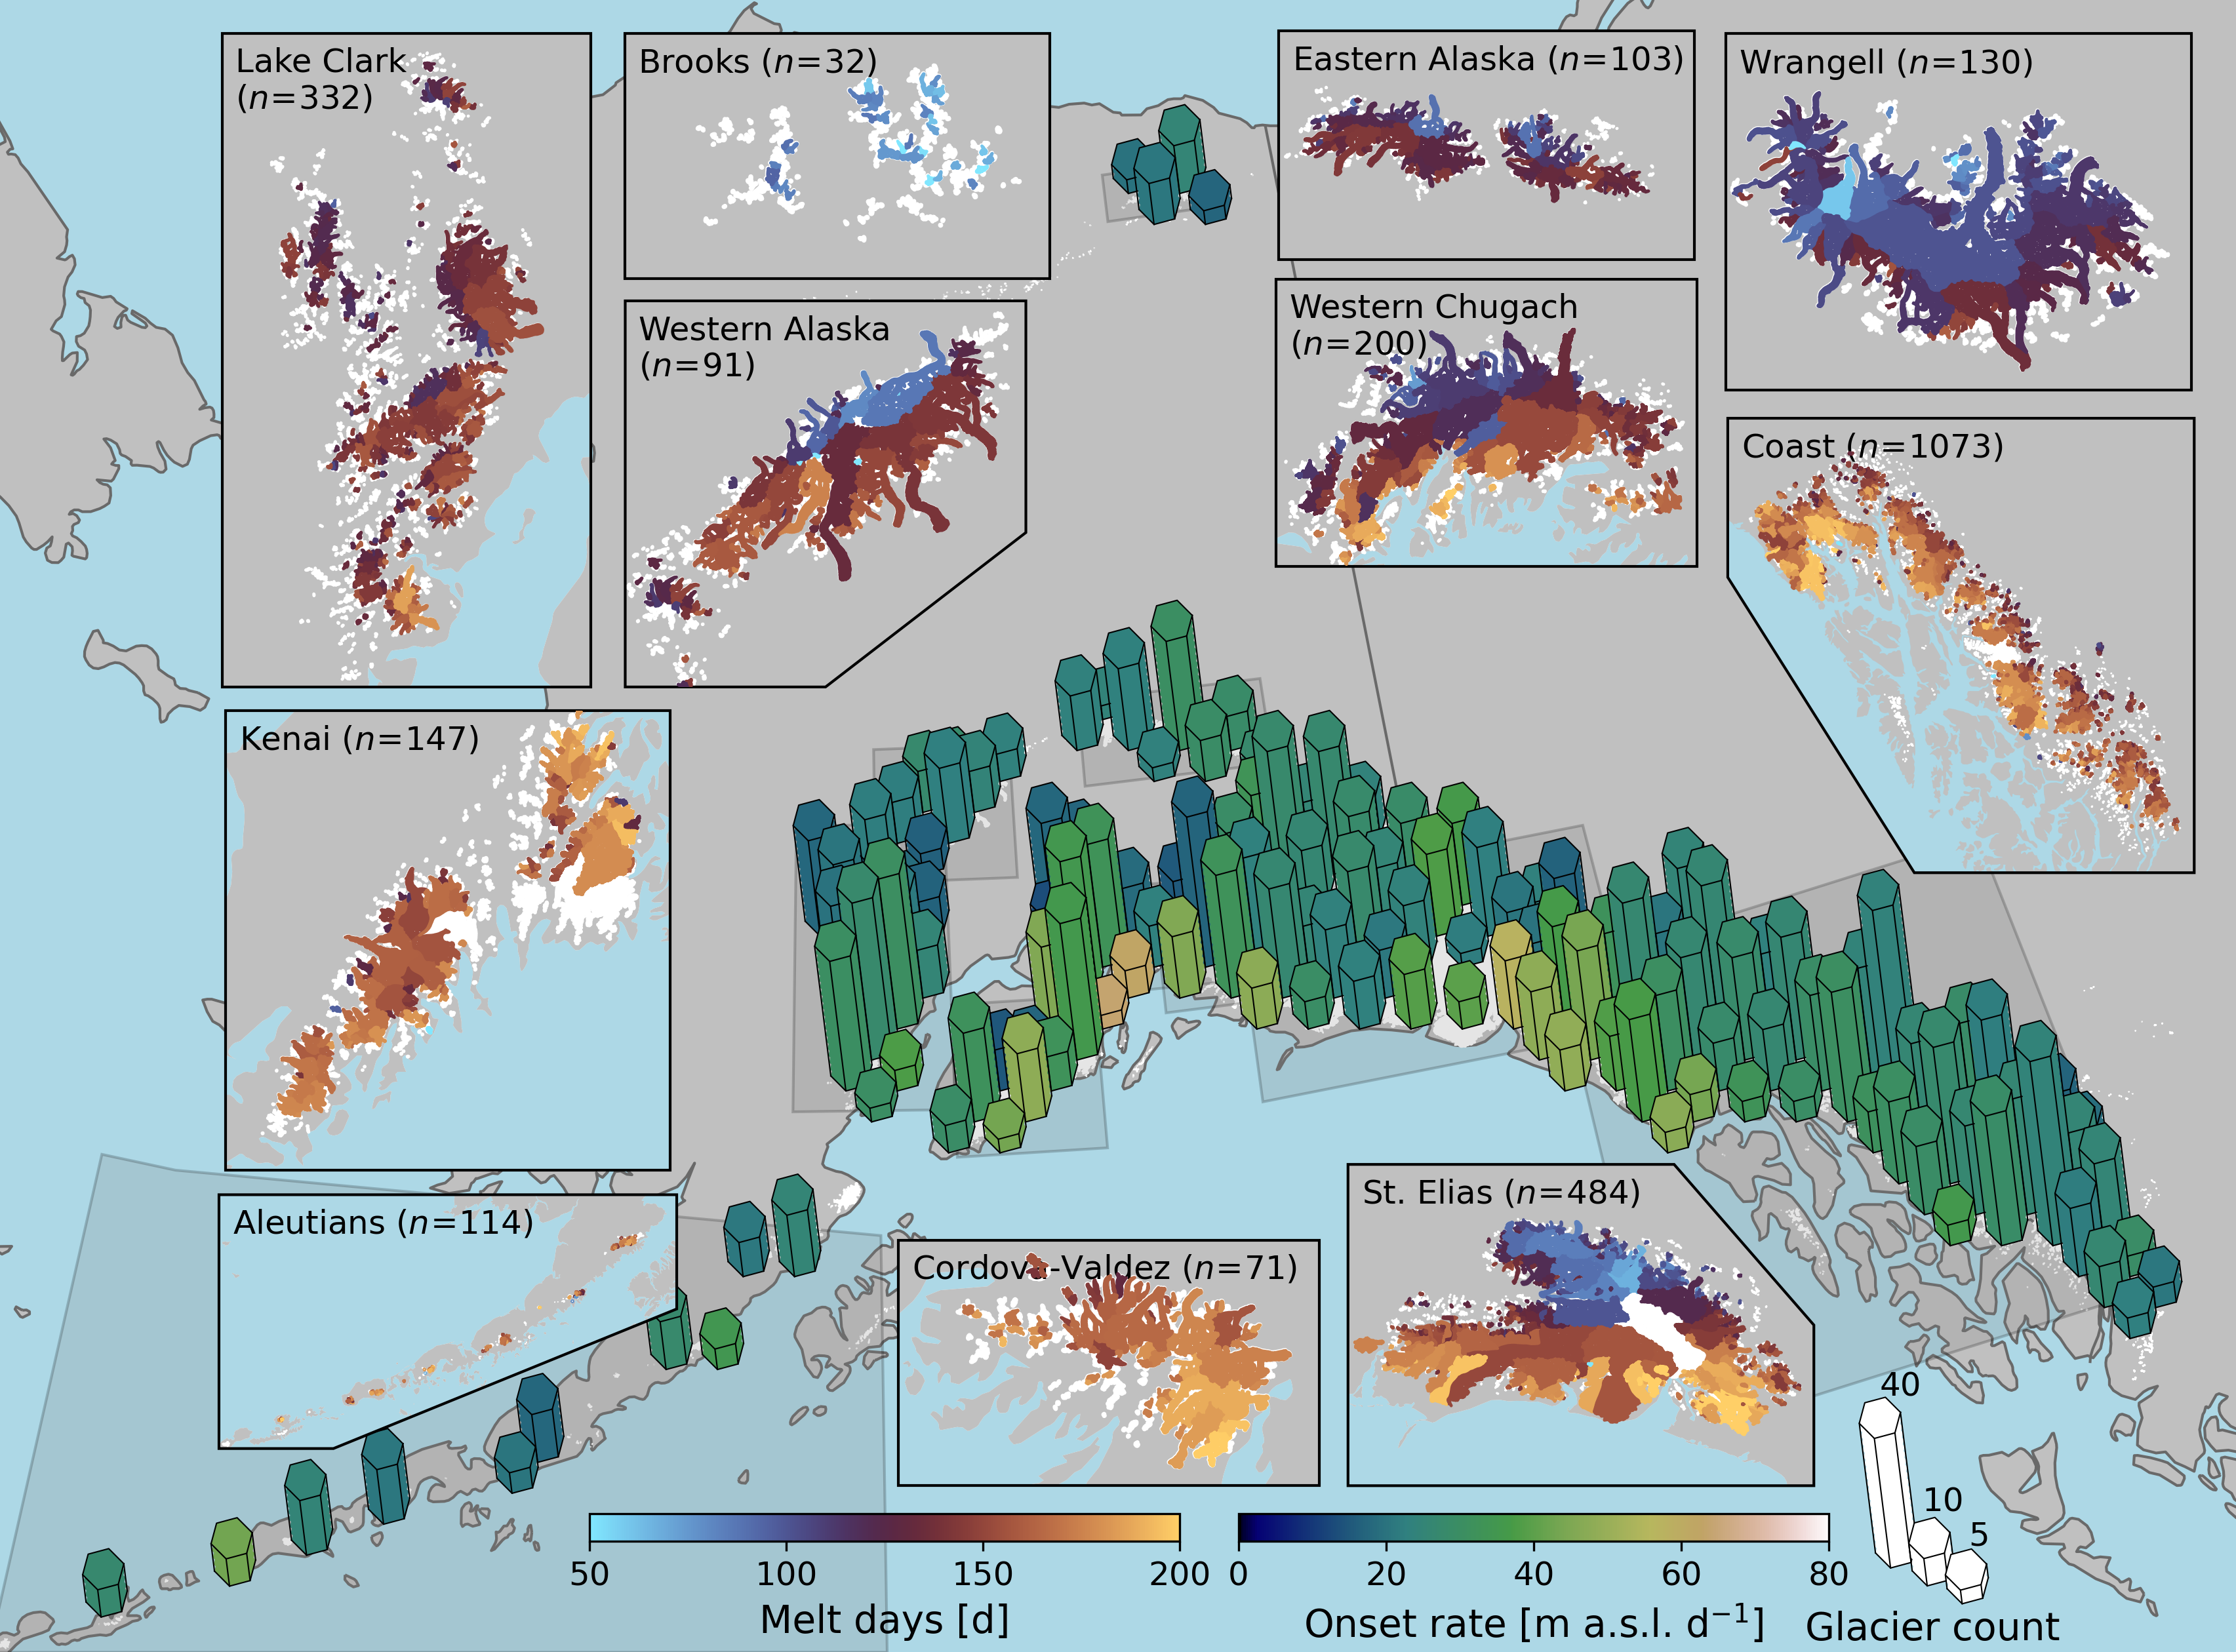 Lake Clark
(n=332)
Brooks (n=32)
Eastern Alaska (n=103)
Wrangell (n=130)
Western Alaska
(n=91)
Western Chugach
(n=200)
Coast (n=1073)
Kenai (n=147)
Aleutians (n=114)
Cordova-Valdez (n=71)
St. Elias (n=484)
40
10
5
50 100 150 200
0 20 40 60 80
Melt days [d]
Onset rate [m a.s.l. d⁻¹]
Glacier count